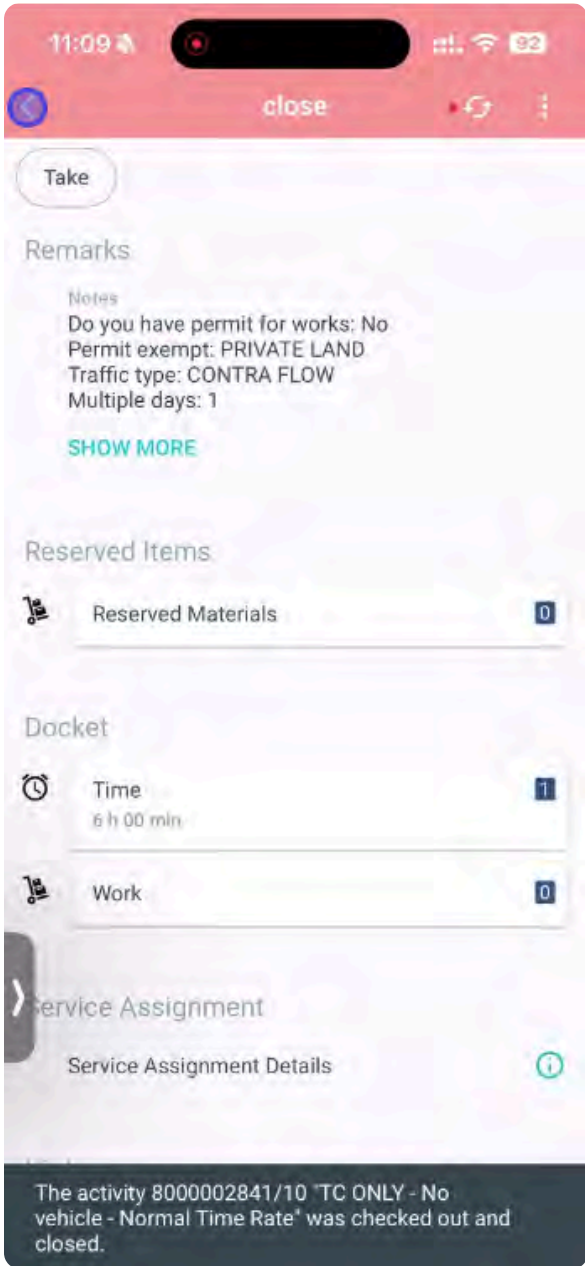 11:09
92
close
Take
Remarks
Notes
Do you have permit for works: No
Permit exempt: PRIVATE LAND
Traffic type: CONTRA FLOW
Multiple days: 1
SHOW MORE
Reserved Items
Reserved Materials
0
Docket
Time
1
6 h 00 min
Work
0
Service Assignment
Service Assignment Details
The activity 8000002841/10 "TC ONLY - No
vehicle - Normal Time Rate" was checked out and
closed.